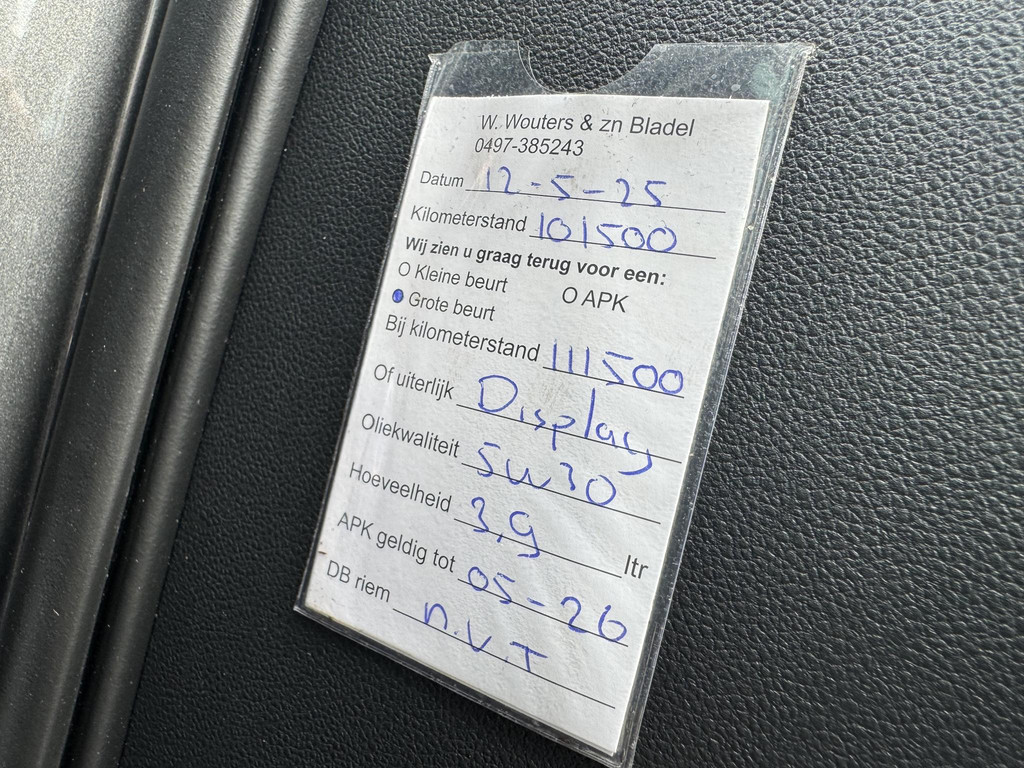 W. Wouters & zn Bladel
0497-385243
Datum 12-5-25
Kilometerstand 101500
Wij zien u graag terug voor een:
O Kleine beurt O APK
O Grote beurt
Bij kilometerstand 111500
Of uiterlijk Display
Oliekwaliteit 5W30
Hoeveelheid 3,9 ltr
APK geldig tot 05-26
DB riem n.v.T